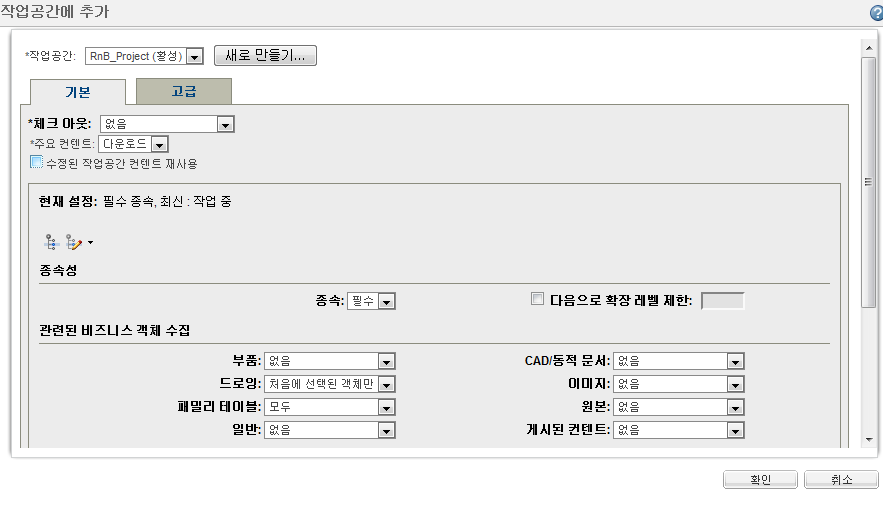 작업공간에 추가
?
*작업공간: RnB_Project (활성) 새로 만들기...
기본 고급
*체크 아웃: 없음
*주요 컨텐트: 다운로드
수정된 작업공간 컨텐트 재사용
현재 설정: 필수 종속, 최신 : 작업 중
종속성
종속: 필수 다음으로 확장 레벨 제한:
관련된 비즈니스 객체 수집
부품: 없음 CAD/동적 문서: 없음
드로잉: 처음에 선택된 객체만 이미지: 없음
패밀리 테이블: 모두 원본: 없음
일반: 없음 게시된 컨텐트: 없음
확인 취소